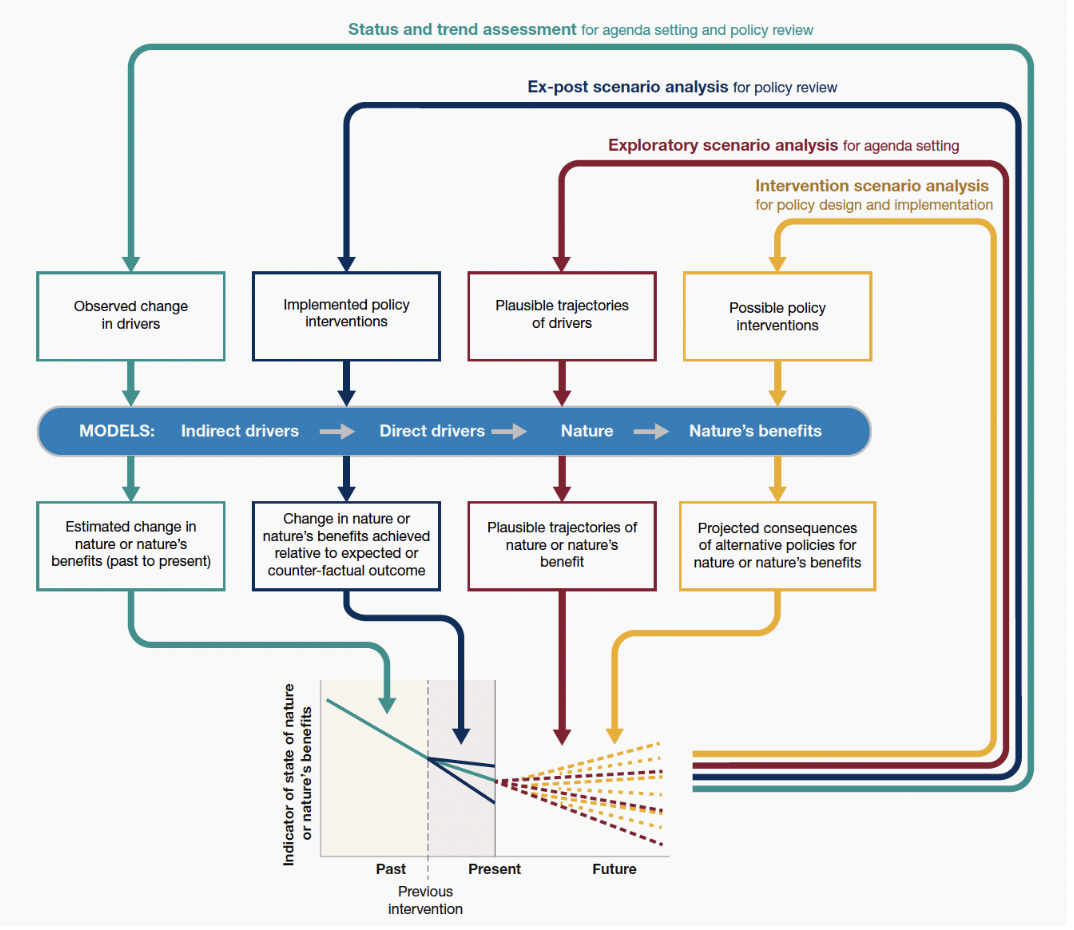 Status and trend assessment for agenda setting and policy review
Ex-post scenario analysis for policy review
Exploratory scenario analysis for agenda setting
Intervention scenario analysis
for policy design and implementation
Observed change
in drivers
Implemented policy
interventions
Plausible trajectories
of drivers
Possible policy
interventions
MODELS: Indirect drivers Direct drivers Nature Nature's benefits
Estimated change in
nature or nature's
benefits (past to present)
Change in nature or
nature's benefits achieved
relative to expected or
counter-factual outcome
Plausible trajectories of
nature or nature's
benefit
Projected consequences
of alternative policies for
nature or nature's benefits
Indicator of state of nature
or nature's benefits
Past Present Future
Previous
intervention